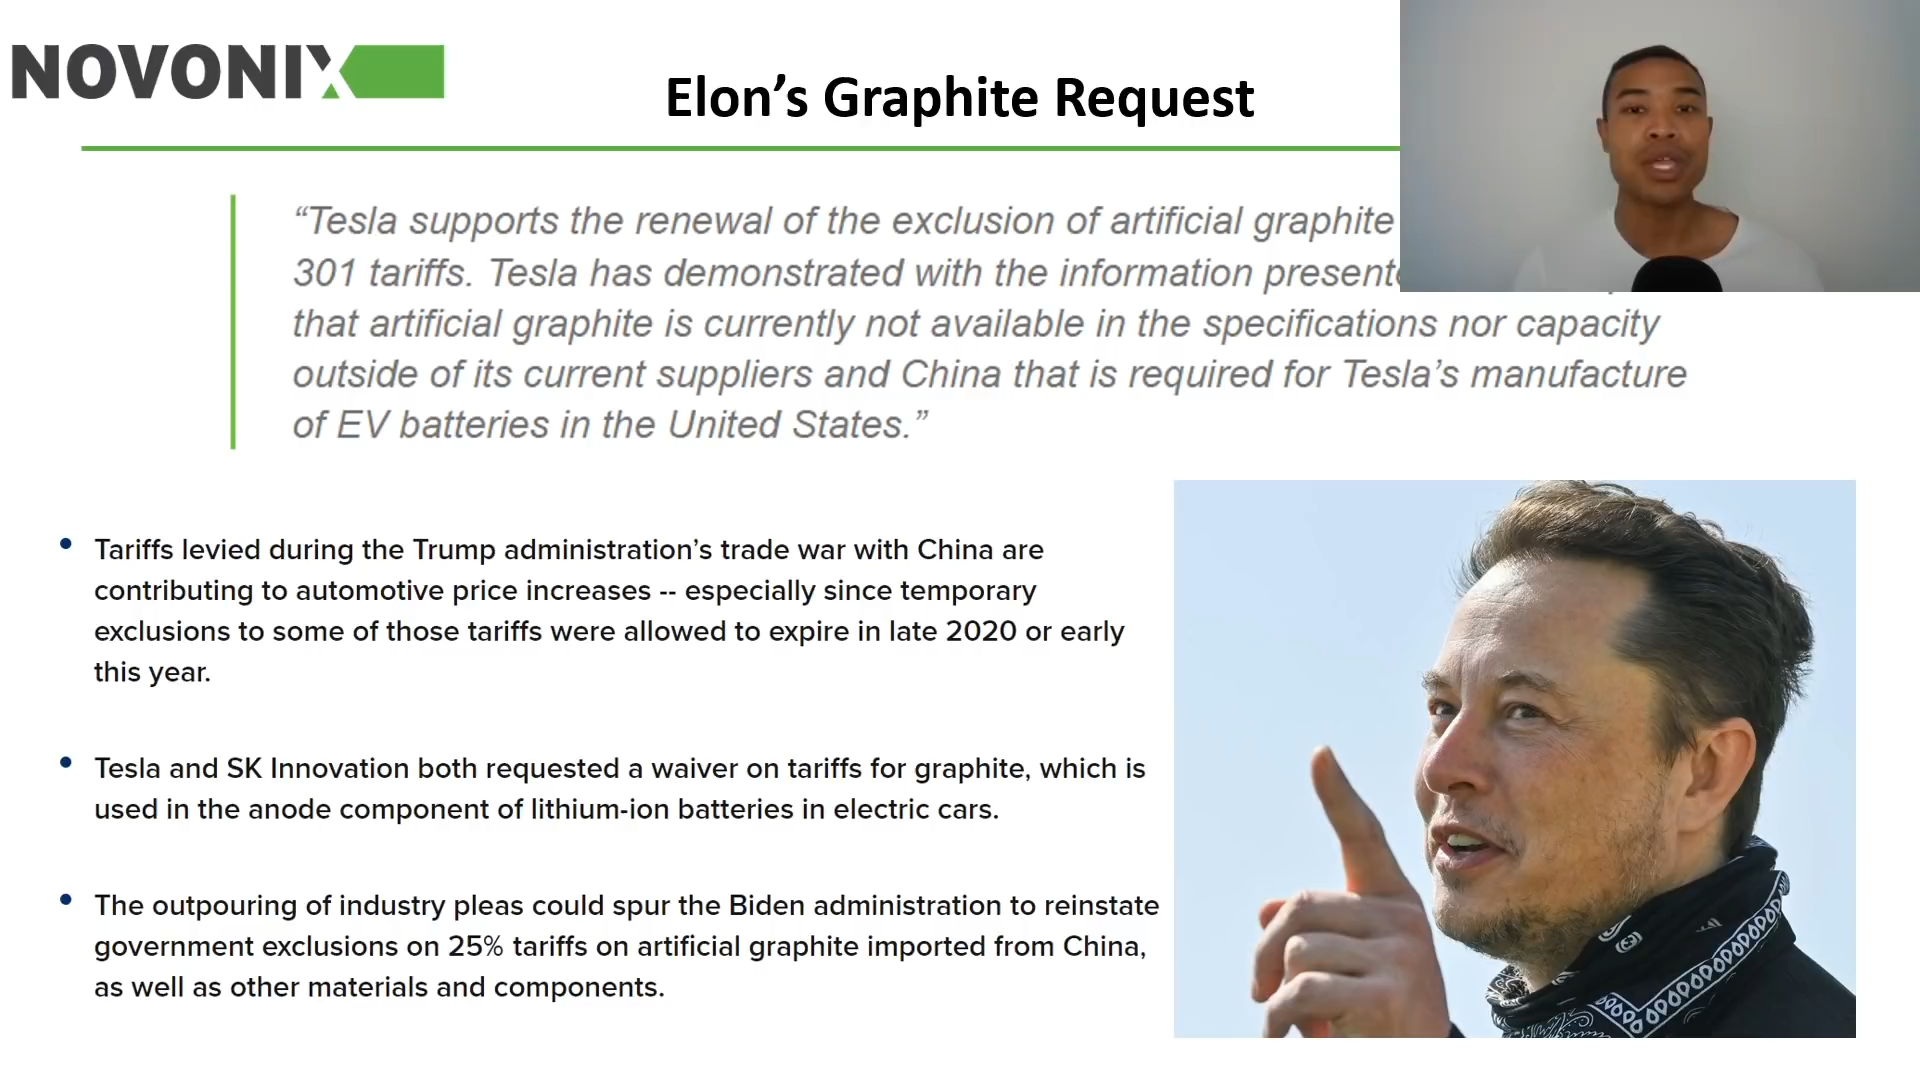 NOVONIX
Elon’s Graphite Request
“Tesla supports the renewal of the exclusion of artificial graphite
301 tariffs. Tesla has demonstrated with the information
that artificial graphite is currently not available in the specifications nor capacity
outside of its current suppliers and China that is required for Tesla’s manufacture
of EV batteries in the United States.”
• Tariffs levied during the Trump administration’s trade war with China are
contributing to automotive price increases -- especially since temporary
exclusions to some of those tariffs were allowed to expire in late 2020 or early
this year.
• Tesla and SK Innovation both requested a waiver on tariffs for graphite, which is
used in the anode component of lithium-ion batteries in electric cars.
• The outpouring of industry pleas could spur the Biden administration to reinstate
government exclusions on 25% tariffs on artificial graphite imported from China,
as well as other materials and components.